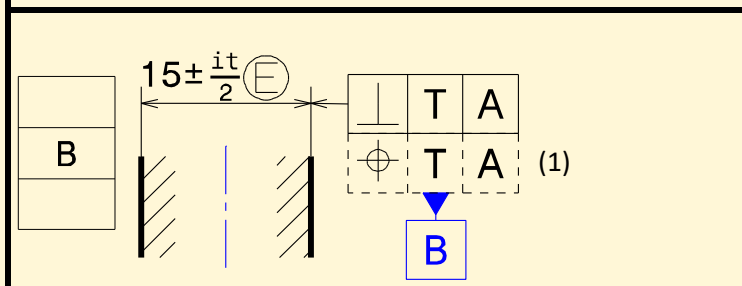 15± it/2 Ⓔ
⊥ T A
B
⌖ T A (1)
B